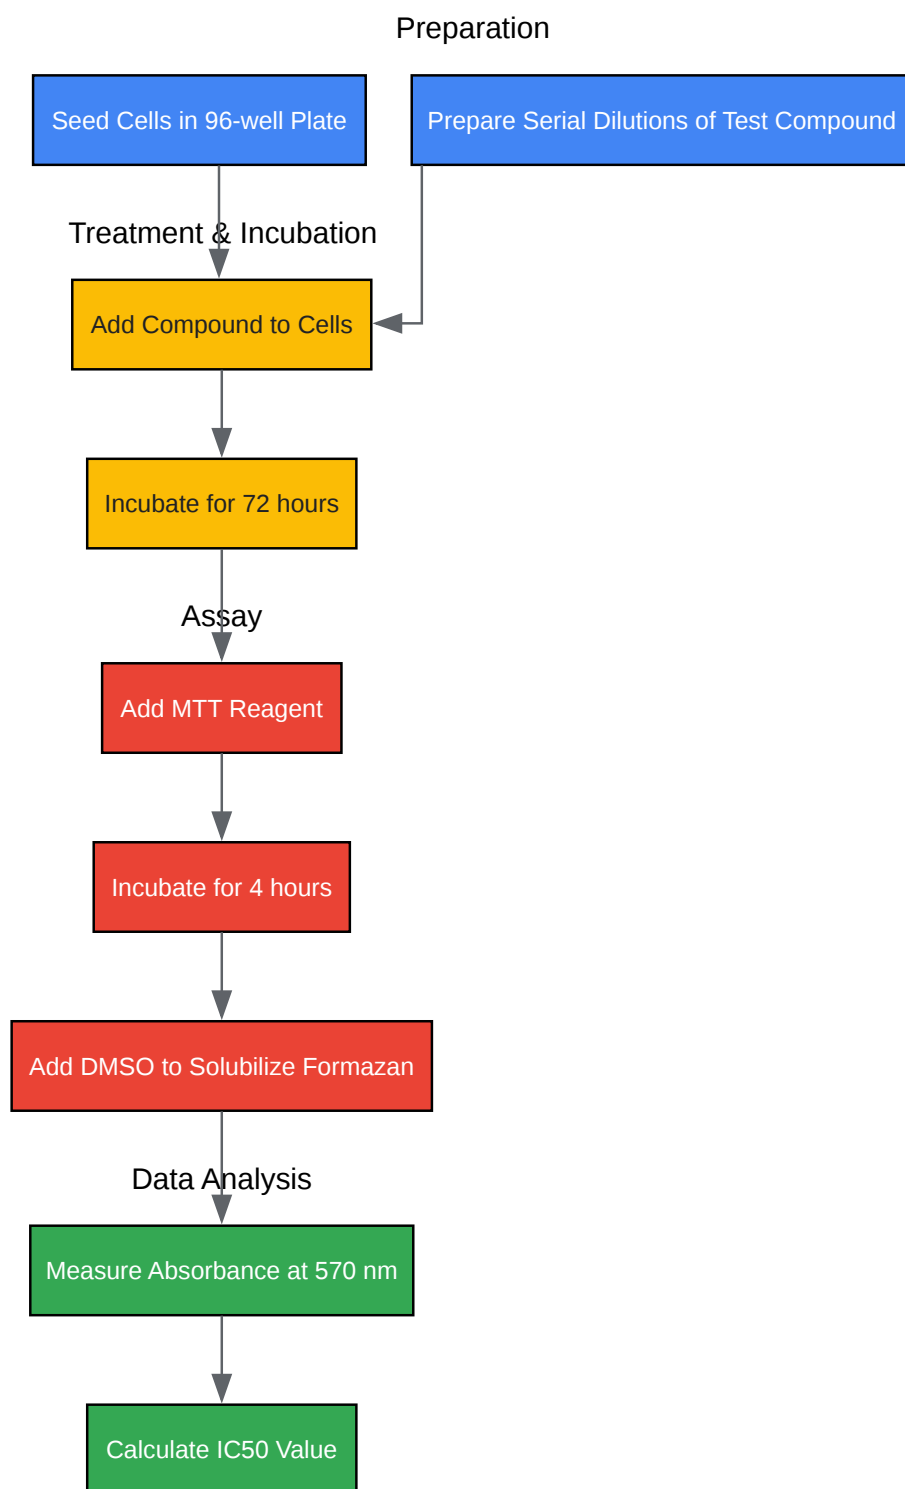 Preparation
Seed Cells in 96-well Plate
Prepare Serial Dilutions of Test Compound
Treatment & Incubation
Add Compound to Cells
Incubate for 72 hours
Assay
Add MTT Reagent
Incubate for 4 hours
Add DMSO to Solubilize Formazan
Data Analysis
Measure Absorbance at 570 nm
Calculate IC50 Value